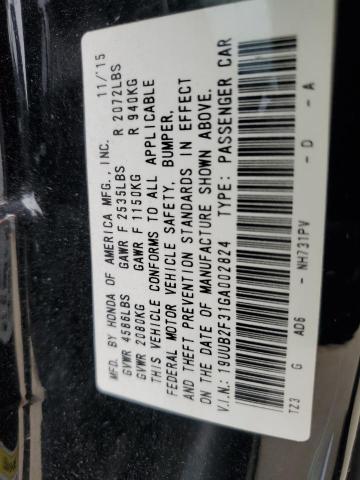 MFD. BY HONDA OF AMERICA MFG., INC. 11/'15
GVWR 4586LBS GAWR F 2535LBS R 2072LBS
GVWR 2080KG GAWR F 1150KG R 940KG
THIS VEHICLE CONFORMS TO ALL APPLICABLE
FEDERAL MOTOR VEHICLE SAFETY, BUMPER,
AND THEFT PREVENTION STANDARDS IN EFFECT
ON THE DATE OF MANUFACTURE SHOWN ABOVE.
V.I.N.: 19UUB2F31GA002824 TYPE: PASSENGER CAR
TZ3 G AD6 - NH731PV - D - A